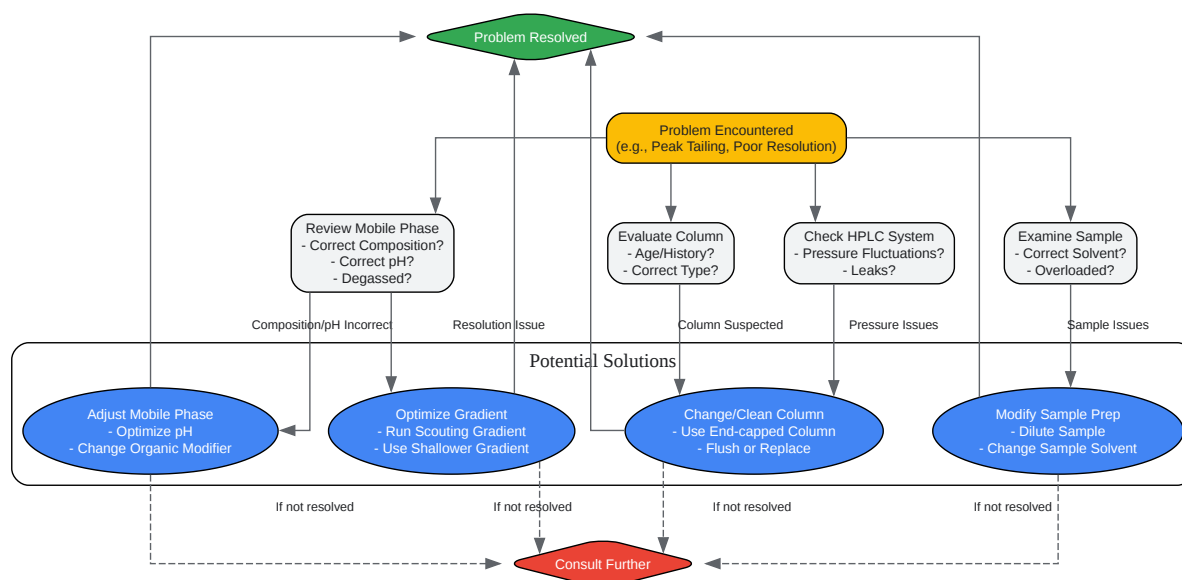 Problem Resolved
Problem Encountered
(e.g., Peak Tailing, Poor Resolution)
Review Mobile Phase
- Correct Composition?
- Correct pH?
- Degassed?
Evaluate Column
- Age/History?
- Correct Type?
Check HPLC System
- Pressure Fluctuations?
- Leaks?
Examine Sample
- Correct Solvent?
- Overloaded?
Composition/pH Incorrect
Resolution Issue
Column Suspected
Pressure Issues
Sample Issues
Potential Solutions
Adjust Mobile Phase
- Optimize pH
- Change Organic Modifier
Optimize Gradient
- Run Scouting Gradient
- Use Shallower Gradient
Change/Clean Column
- Use End-capped Column
- Flush or Replace
Modify Sample Prep
- Dilute Sample
- Change Sample Solvent
If not resolved
If not resolved
If not resolved
If not resolved
Consult Further